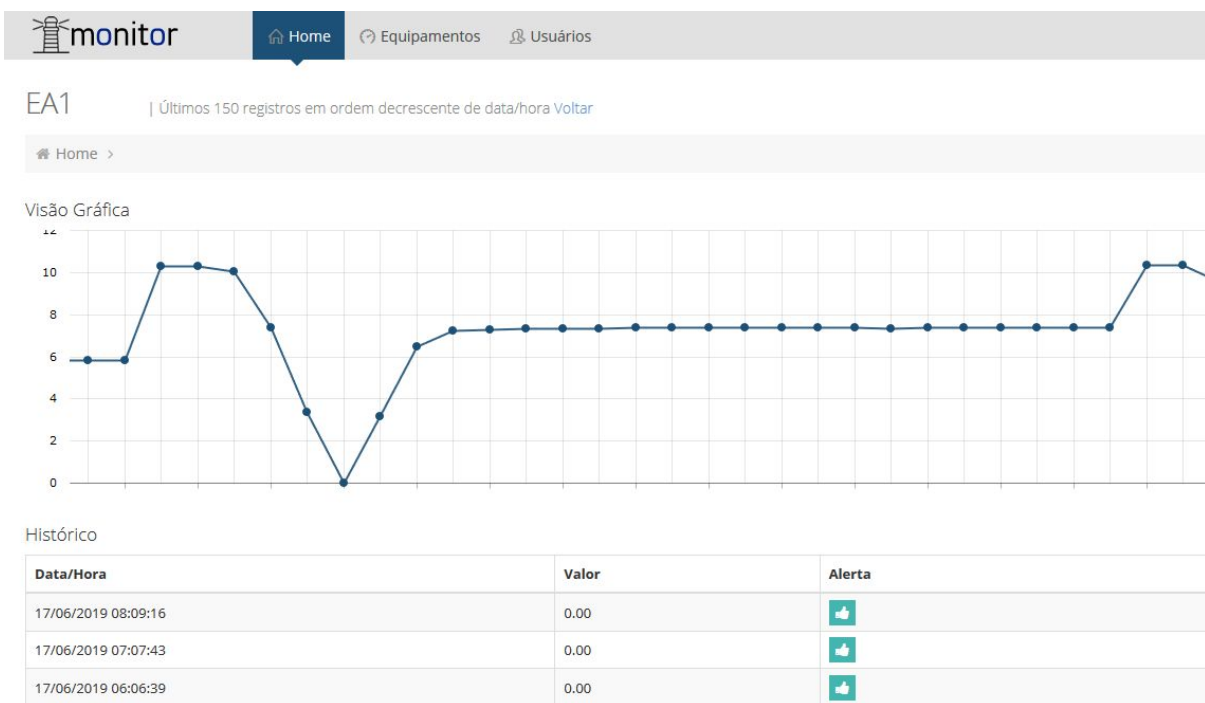 monitor Home Equipamentos Usuários
EA1 | Últimos 150 registros em ordem decrescente de data/hora Voltar
Home >
Visão Gráfica
12
10
8
6
4
2
0
Histórico
Data/Hora Valor Alerta
17/06/2019 08:09:16 0.00
17/06/2019 07:07:43 0.00
17/06/2019 06:06:39 0.00